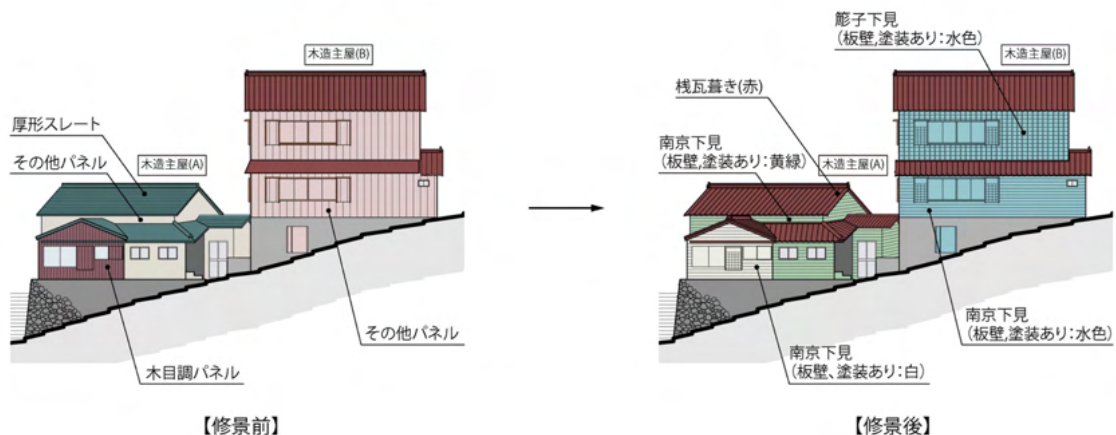 木造主屋(B)
厚形スレート
木造主屋(A)
その他パネル
その他パネル
木目調パネル
【修景前】
簓子下見
(板壁,塗装あり:水色)
木造主屋(B)
桟瓦葺き(赤)
南京下見
(板壁,塗装あり:黄緑)
木造主屋(A)
南京下見
(板壁,塗装あり:水色)
南京下見
(板壁、塗装あり:白)
【修景後】